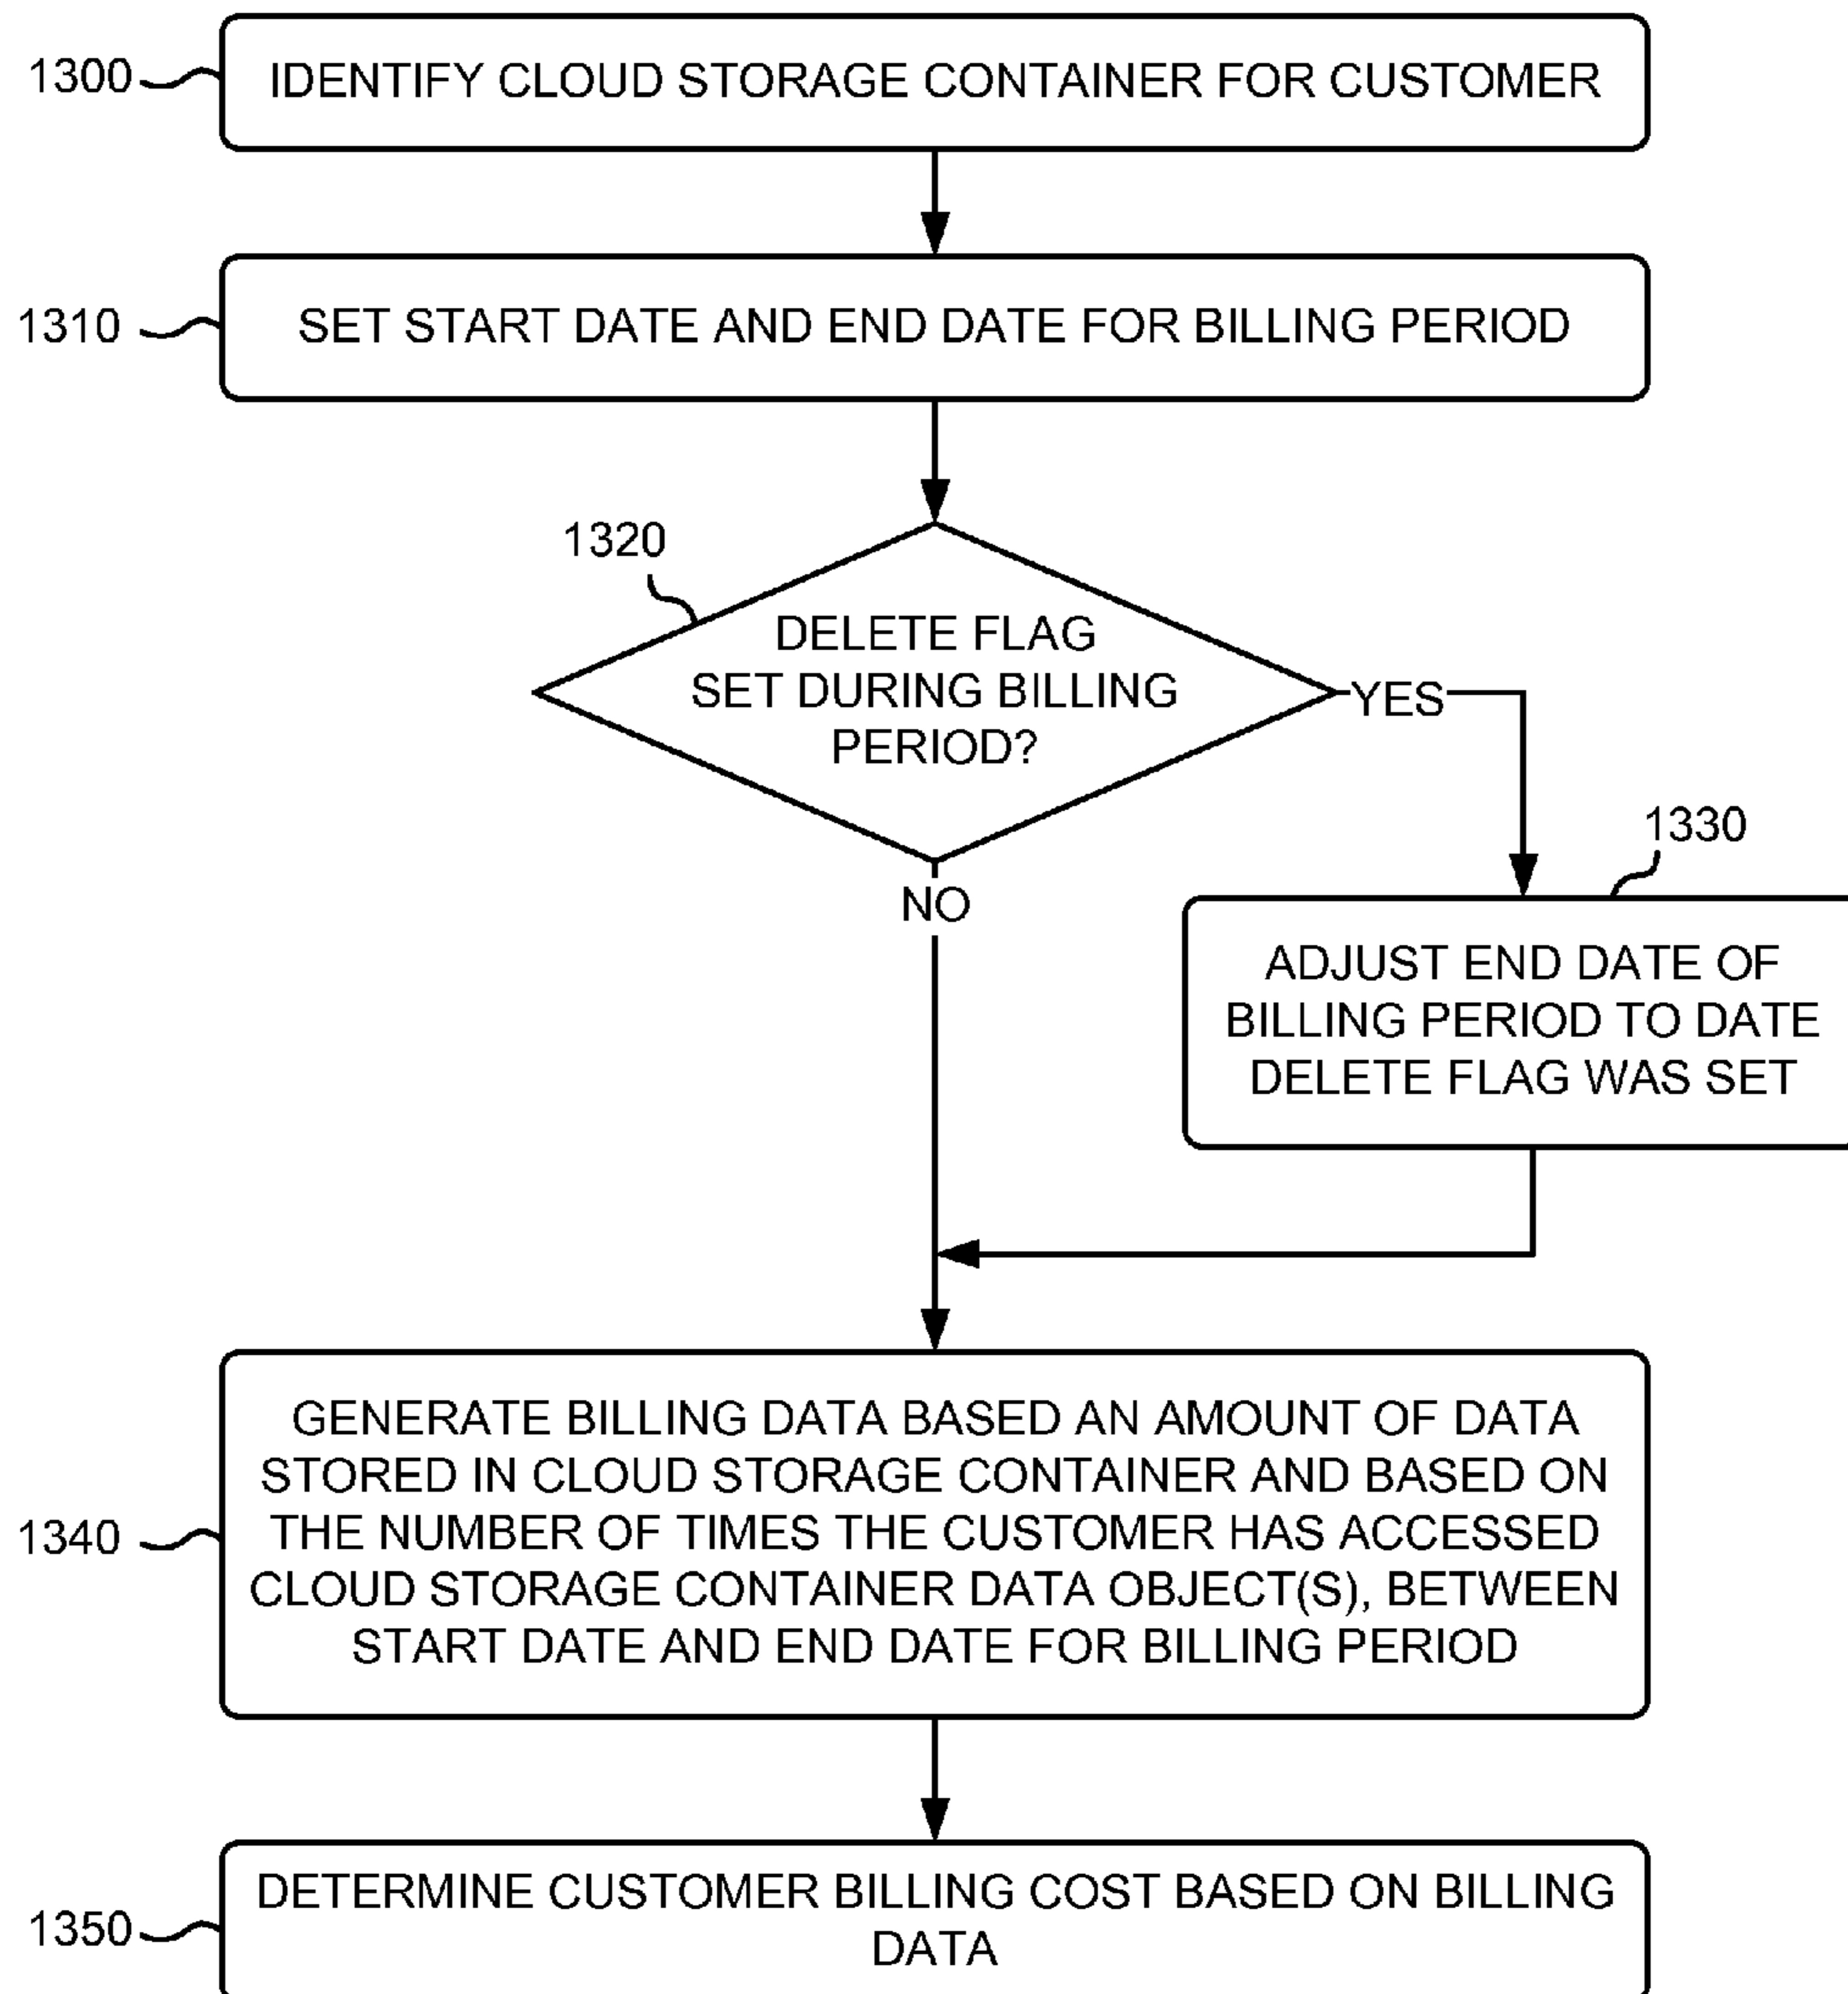 1300
IDENTIFY CLOUD STORAGE CONTAINER FOR CUSTOMER
1310
SET START DATE AND END DATE FOR BILLING PERIOD
1320
DELETE FLAG
SET DURING BILLING
PERIOD?
YES
NO
1330
ADJUST END DATE OF
BILLING PERIOD TO DATE
DELETE FLAG WAS SET
1340
GENERATE BILLING DATA BASED AN AMOUNT OF DATA
STORED IN CLOUD STORAGE CONTAINER AND BASED ON
THE NUMBER OF TIMES THE CUSTOMER HAS ACCESSED
CLOUD STORAGE CONTAINER DATA OBJECT(S), BETWEEN
START DATE AND END DATE FOR BILLING PERIOD
1350
DETERMINE CUSTOMER BILLING COST BASED ON BILLING
DATA